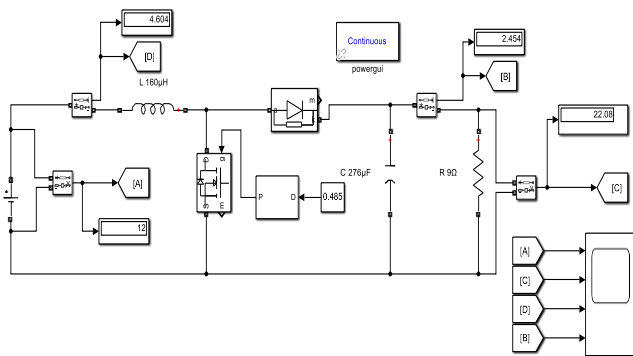 4.604
Continuous
2.454
[D]
powergui
[B]
L 160µH
m
a
k
22.08
D
g
[A]
C 276µF
R 9Ω
P
D
0.485
[C]
S
m
12
[A]
[C]
[D]
[B]